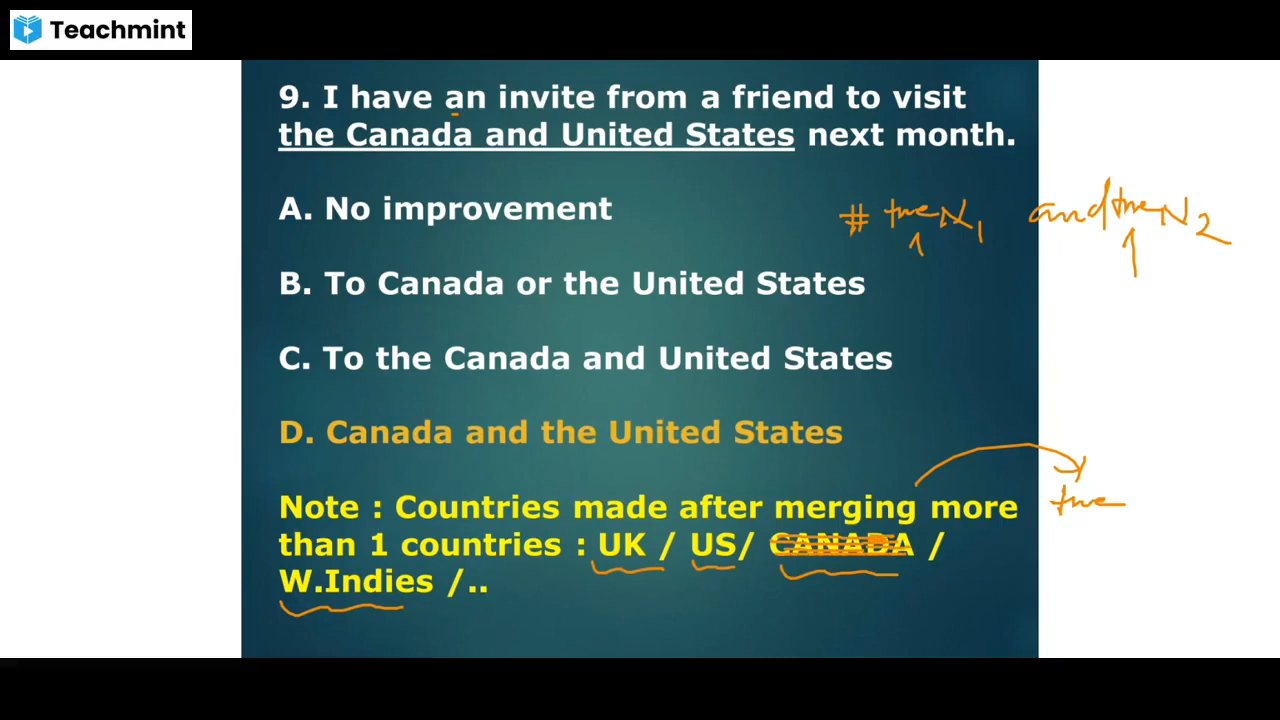 Teachmint
9. I have an invite from a friend to visit
the Canada and United States next month.
A. No improvement
# the N1 and the N2
B. To Canada or the United States
C. To the Canada and United States
D. Canada and the United States
Note : Countries made after merging more
the
than 1 countries : UK / US/ CANADA /
W.Indies /..